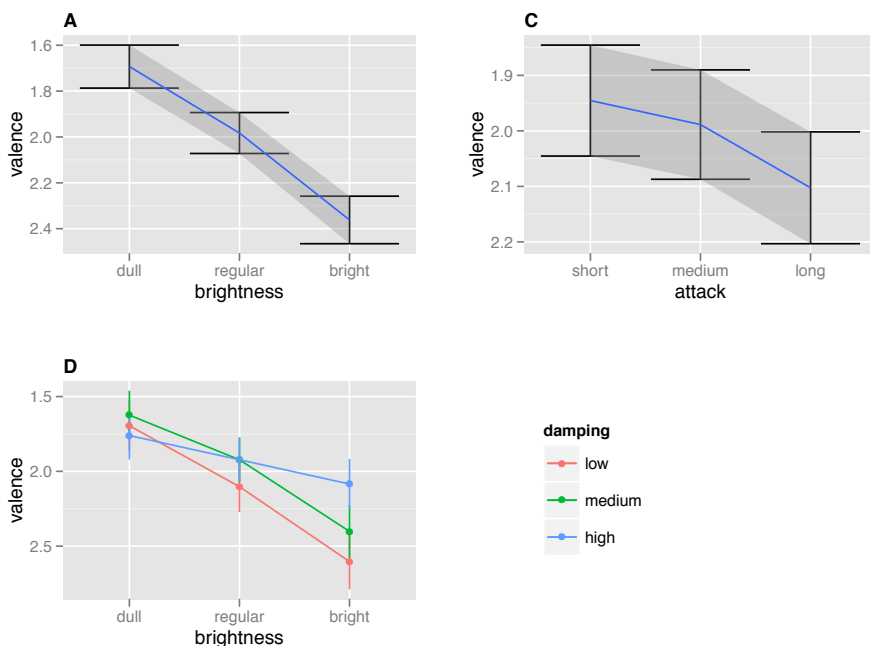 A
1.6
1.8
2.0
2.2
2.4
valence
dull regular bright
brightness
C
1.9
2.0
2.1
2.2
valence
short medium long
attack
D
1.5
2.0
2.5
valence
dull regular bright
brightness
damping
low
medium
high